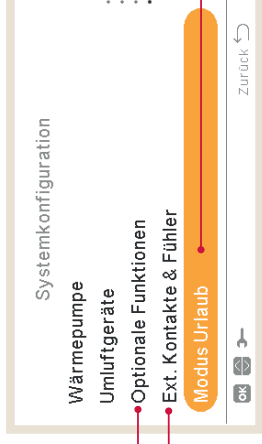 Systemkonfiguration
Wärmepumpe
Umluftgeräte
Optionale Funktionen
Ext. Kontakte & Fühler
Modus Urlaub
OK
Zurück